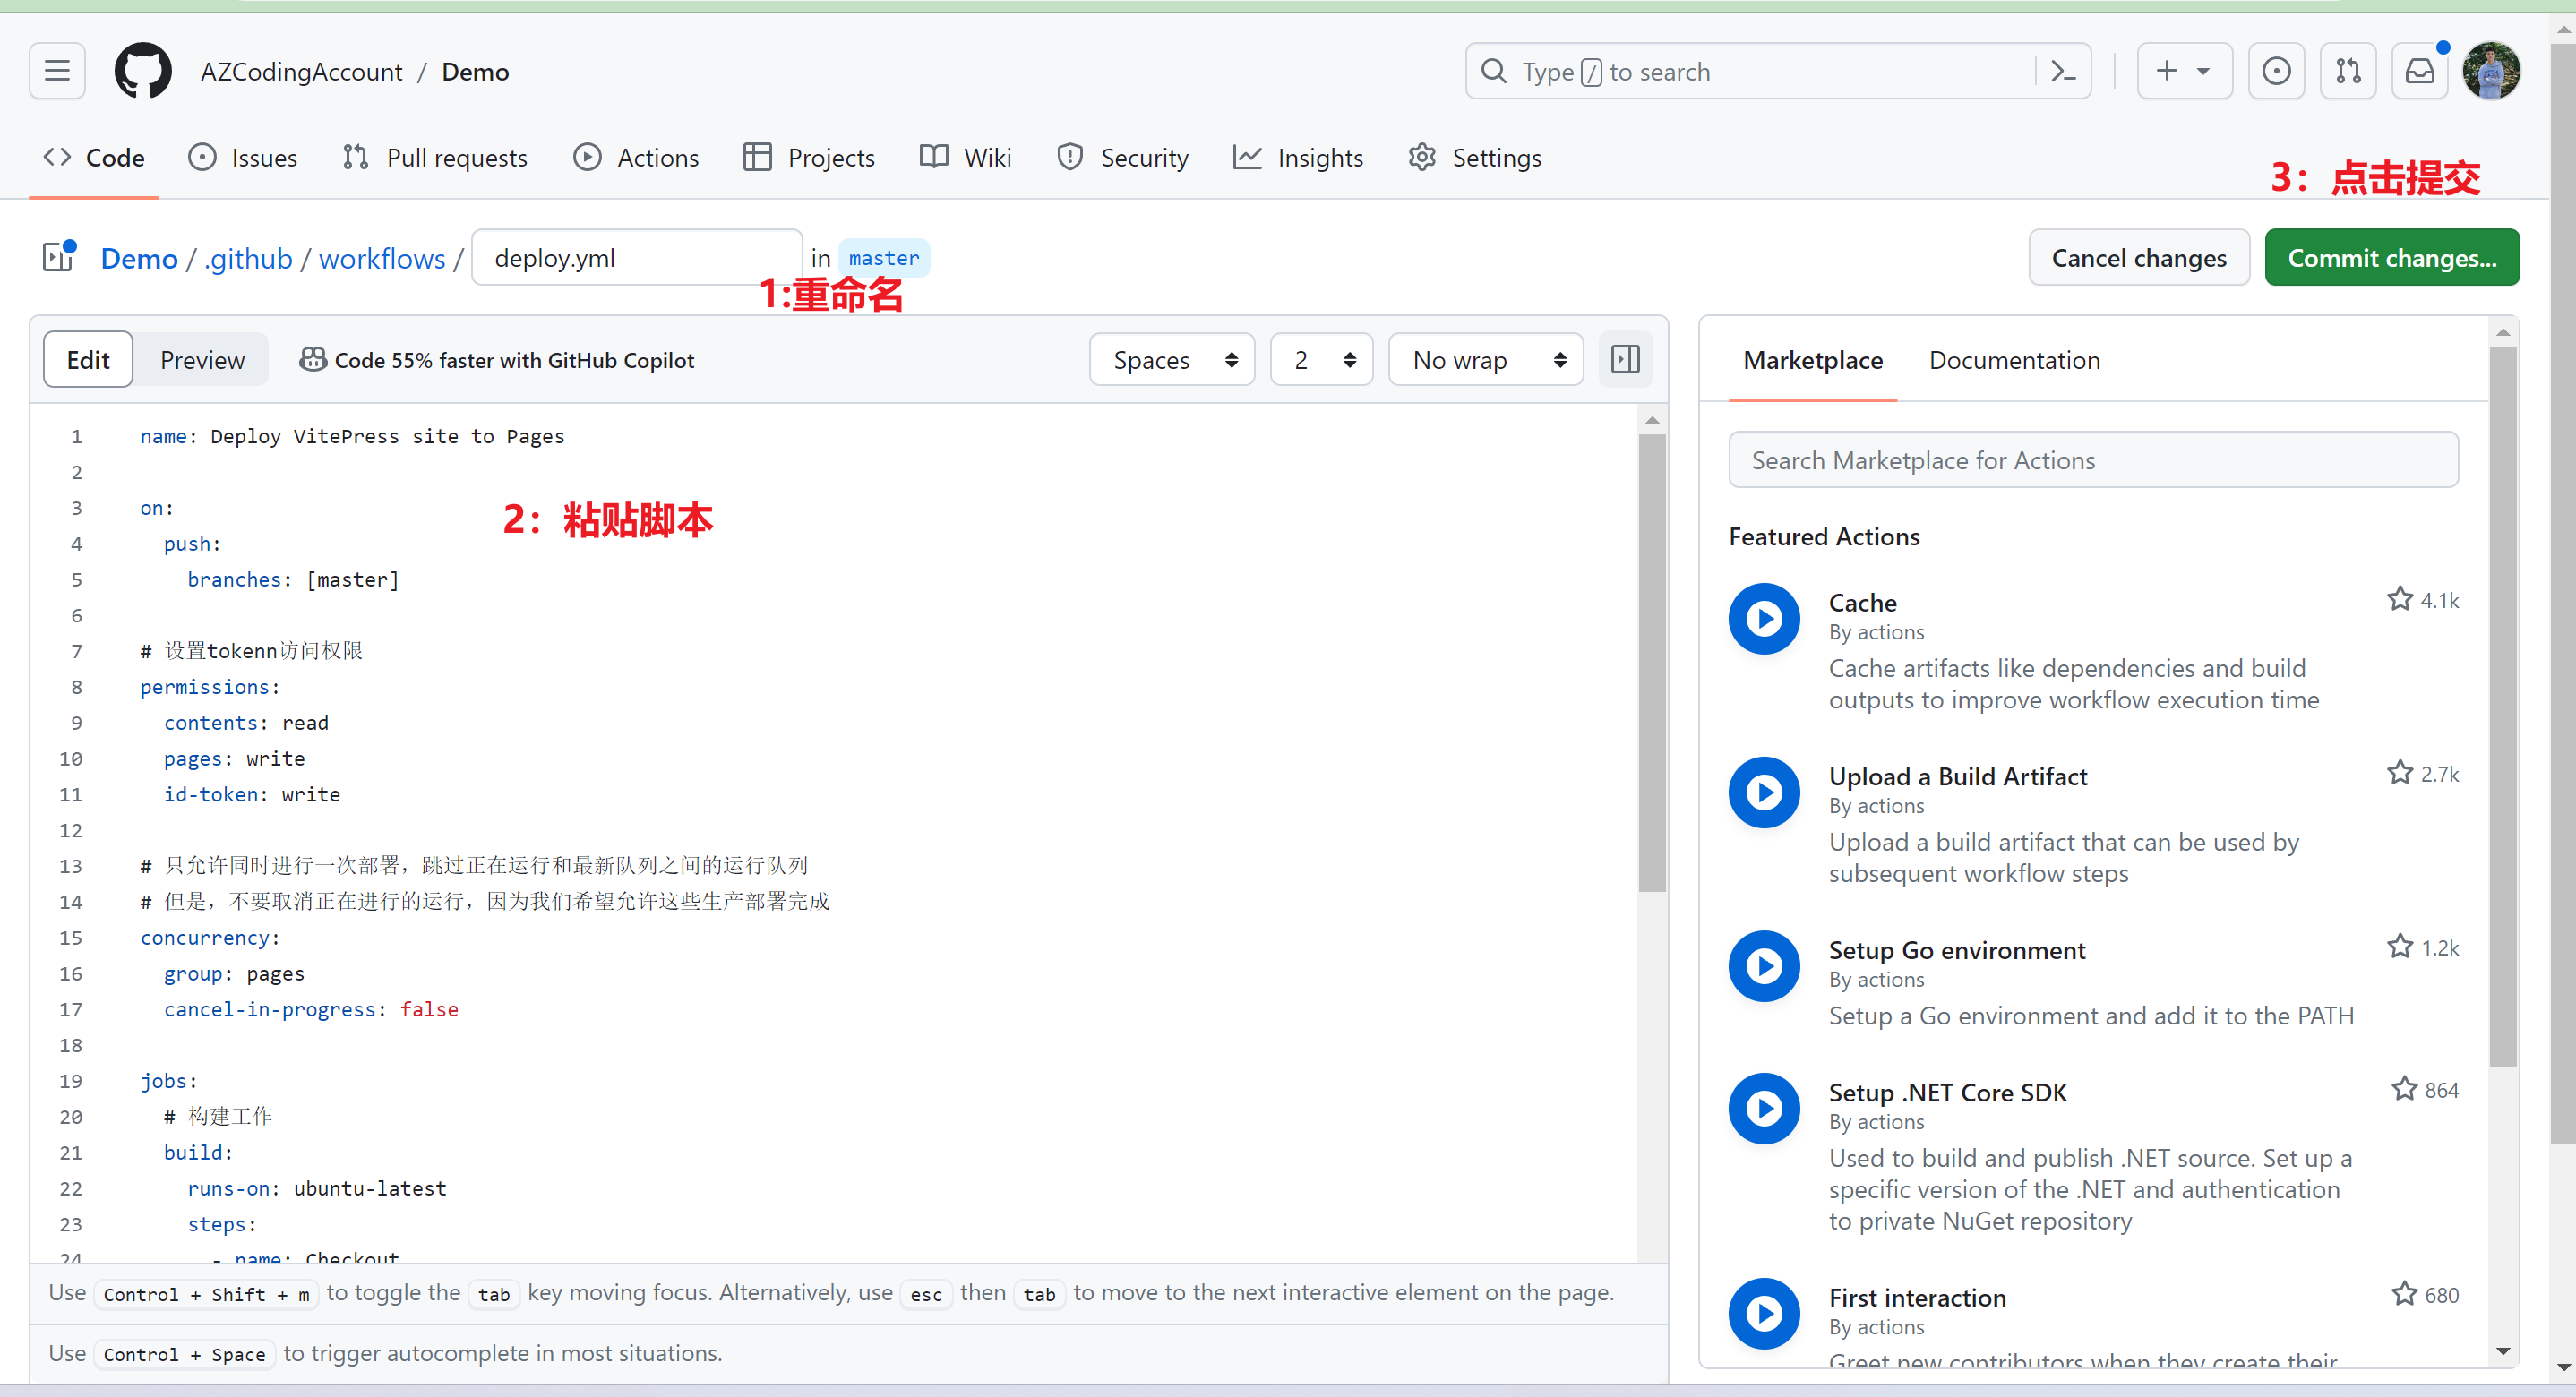 AZCodingAccount / Demo
Type / to search
Code
Issues
Pull requests
Actions
Projects
Wiki
Security
Insights
Settings
3：点击提交
Demo / .github / workflows / deploy.yml in master
Cancel changes
Commit changes...
1:重命名
Edit
Preview
Code 55% faster with GitHub Copilot
Spaces
2
No wrap
1 name: Deploy VitePress site to Pages
2
3 on:
2：粘贴脚本
4 push:
5 branches: [master]
6
7 # 设置tokenn访问权限
8 permissions:
9 contents: read
10 pages: write
11 id-token: write
12
13 # 只允许同时进行一次部署，跳过正在运行和最新队列之间的运行队列
14 # 但是，不要取消正在进行的运行，因为我们希望允许这些生产部署完成
15 concurrency:
16 group: pages
17 cancel-in-progress: false
18
19 jobs:
20 # 构建工作
21 build:
22 runs-on: ubuntu-latest
23 steps:
24 - name: Checkout
Use Control + Shift + m to toggle the tab key moving focus. Alternatively, use esc then tab to move to the next interactive element on the page.
Use Control + Space to trigger autocomplete in most situations.
Marketplace
Documentation
Search Marketplace for Actions
Featured Actions
Cache
4.1k
By actions
Cache artifacts like dependencies and build
outputs to improve workflow execution time
Upload a Build Artifact
2.7k
By actions
Upload a build artifact that can be used by
subsequent workflow steps
Setup Go environment
1.2k
By actions
Setup a Go environment and add it to the PATH
Setup .NET Core SDK
864
By actions
Used to build and publish .NET source. Set up a
specific version of the .NET and authentication
to private NuGet repository
First interaction
680
By actions
Greet new contributors when they create their